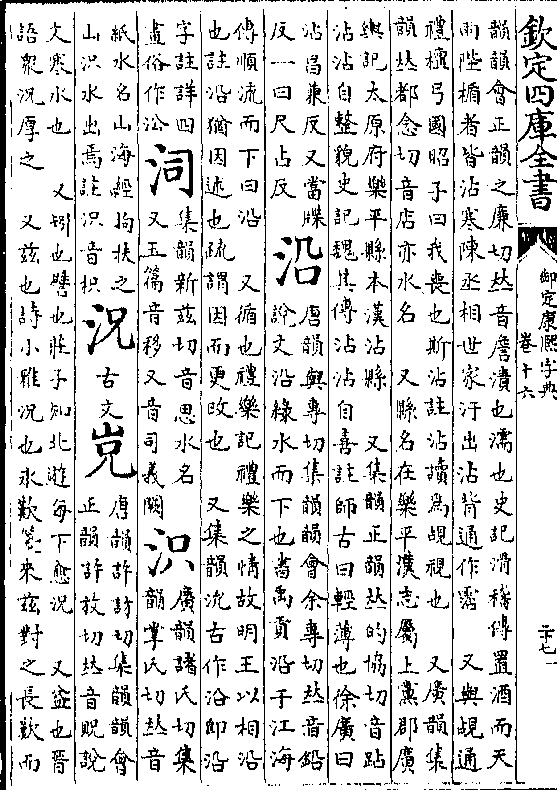 欽定四庫全書
御定康熙字典
卷十六
二十七
韻韻會正韻之廉切𠀤音詹漬也濡也史記滑稽傳置酒而天
雨陛楯者皆沾寒陳丞相世家汗出沾背通作霑 又與覘通
禮檀弓國昭子曰我喪也斯沾註沾讀為覘視也 又廣韻集
韻𠀤都念切音店亦水名 又縣名在樂平漢志屬上黨郡廣
輿記太原府樂平縣本漢沾縣 又集韻正韻𠀤的協切音跕
沾沾自整貌史記魏其傳沾沾自喜註師古曰輕薄也徐廣曰
沾昌兼反又當牒
反一曰尺占反
沿
唐韻與專切集韻韻會余專切𠀤音鉛
說文沿緣水而下也書禹貢沿于江海
傳順流而下曰沿 又循也禮樂記禮樂之情故明王以相沿
也註沿猶因述也疏謂因而更改也 又集韻沇古作沿即沿
字註詳四
畫俗作㳂
泀
集韻新茲切音思水名
又玉篇音移又音司義闕
汦
廣韻諸氏切集
韻掌氏切𠀤音
紙水名山海經拘扶之
山汦水出焉註汦音枳
況
古文
𡴭
唐韻許訪切集韻韻會
正韻許放切𠀤音貺說
文寒水也 又矧也譬也莊子知北遊每下愈況 又益也晉
語衆況厚之 又茲也詩小雅況也永歎箋來茲對之長歎而